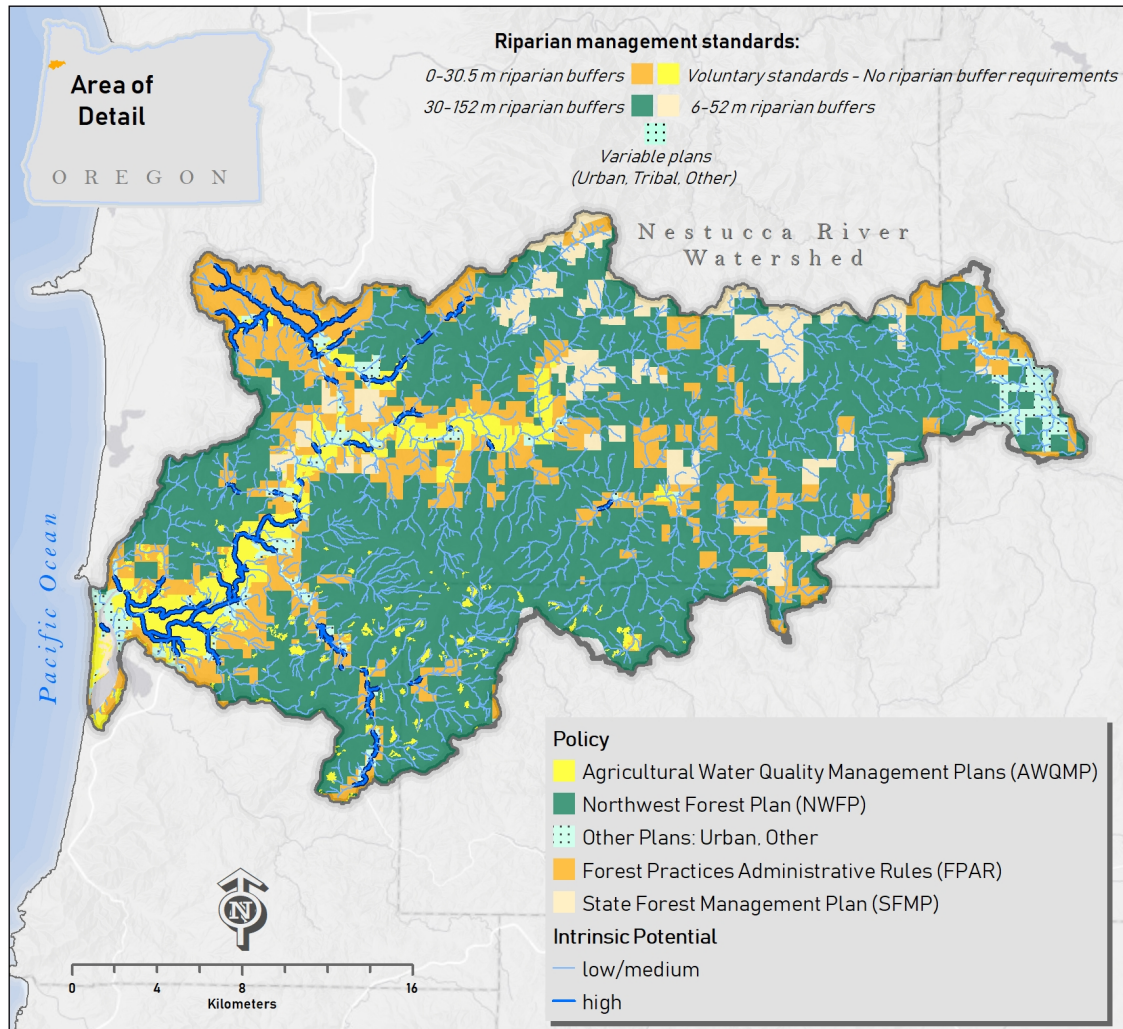 Riparian management standards:
0-30.5 m riparian buffers
Voluntary standards - No riparian buffer requirements
30-152 m riparian buffers
6-52 m riparian buffers
Variable plans
(Urban, Tribal, Other)
Area of
Detail
OREGON
Nestucca River
Watershed
Pacific Ocean
Policy
Agricultural Water Quality Management Plans (AWQMP)
Northwest Forest Plan (NWFP)
Other Plans: Urban, Other
Forest Practices Administrative Rules (FPAR)
State Forest Management Plan (SFMP)
Intrinsic Potential
low/medium
high
N
0 4 8 16
Kilometers